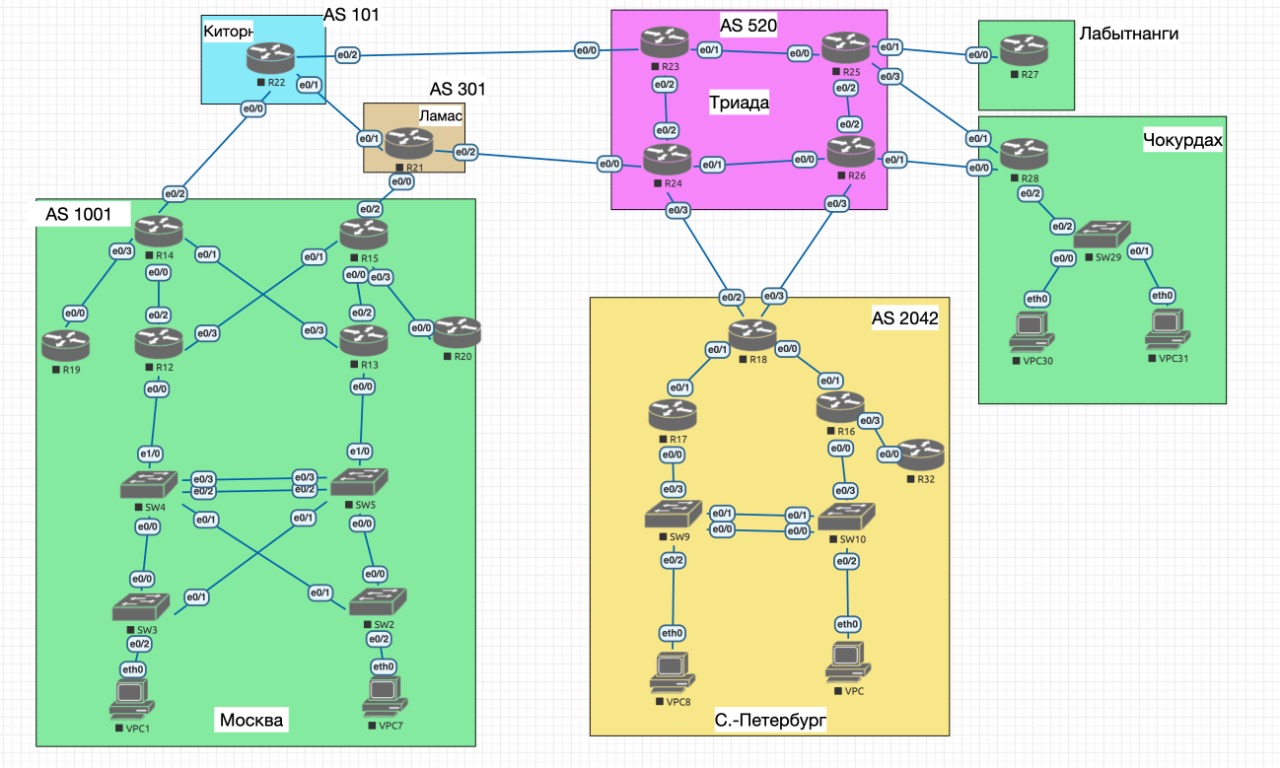 AS 101
Киторн
R22
e0/2
e0/1
e0/0
AS 301
Ламас
e0/1
R21
e0/2
e0/0
AS 520
Триада
e0/0
R23
e0/1
e0/2
e0/0
R25
e0/1
e0/3
e0/2
e0/2
e0/0
R24
e0/1
e0/3
e0/2
e0/0
R26
e0/1
e0/3
Лабытнанги
e0/0
R27
Чокурдах
e0/1
e0/0
R28
e0/2
e0/2
SW29
e0/0
e0/1
eth0
eth0
VPC30
VPC31
AS 1001
e0/2
R14
e0/3
e0/1
e0/0
e0/2
R15
e0/1
e0/0
e0/3
e0/0
R19
e0/2
R12
e0/3
e0/0
e0/2
e0/3
R13
e0/0
e0/0
R20
e1/0
SW4
e0/3
e0/2
e0/0
e0/1
e1/0
SW5
e0/3
e0/2
e0/1
e0/0
e0/0
e0/1
SW3
e0/2
e0/0
e0/1
SW2
e0/2
eth0
VPC1
eth0
VPC7
Москва
AS 2042
e0/2
e0/3
R18
e0/1
e0/0
e0/1
R17
e0/0
e0/1
R16
e0/3
e0/0
e0/0
R32
e0/3
SW9
e0/1
e0/0
e0/2
e0/3
SW10
e0/1
e0/0
e0/2
eth0
VPC8
eth0
VPC
С.-Петербург